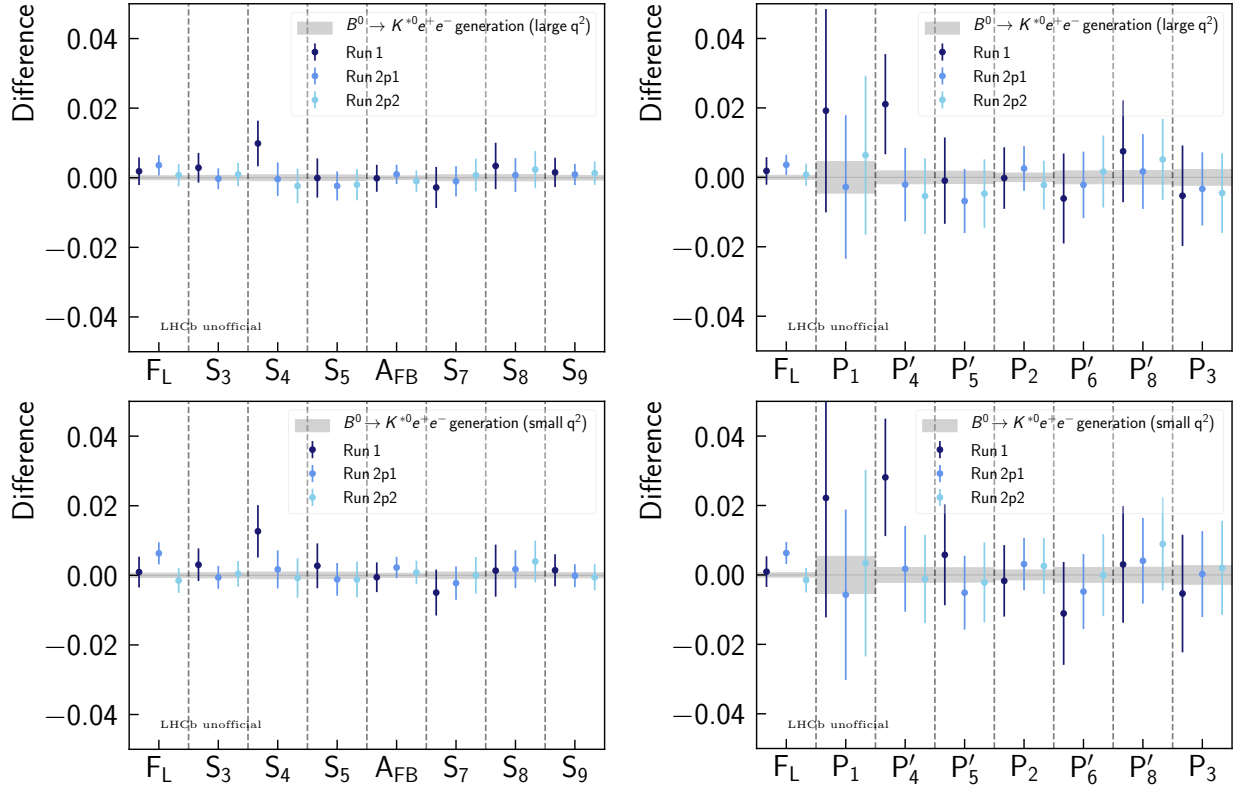 Difference
0.04
0.02
0.00
−0.02
−0.04
B⁰ → K*⁰e⁺e⁻ generation (large q²)
Run 1
Run 2p1
Run 2p2
LHCb unofficial
F_L S_3 S_4 S_5 A_FB S_7 S_8 S_9
Difference
0.04
0.02
0.00
−0.02
−0.04
B⁰ → K*⁰e⁺e⁻ generation (large q²)
Run 1
Run 2p1
Run 2p2
LHCb unofficial
F_L P_1 P′_4 P′_5 P_2 P′_6 P′_8 P_3
Difference
0.04
0.02
0.00
−0.02
−0.04
B⁰ → K*⁰e⁺e⁻ generation (small q²)
Run 1
Run 2p1
Run 2p2
LHCb unofficial
F_L S_3 S_4 S_5 A_FB S_7 S_8 S_9
Difference
0.04
0.02
0.00
−0.02
−0.04
B⁰ → K*⁰e⁺e⁻ generation (small q²)
Run 1
Run 2p1
Run 2p2
LHCb unofficial
F_L P_1 P′_4 P′_5 P_2 P′_6 P′_8 P_3